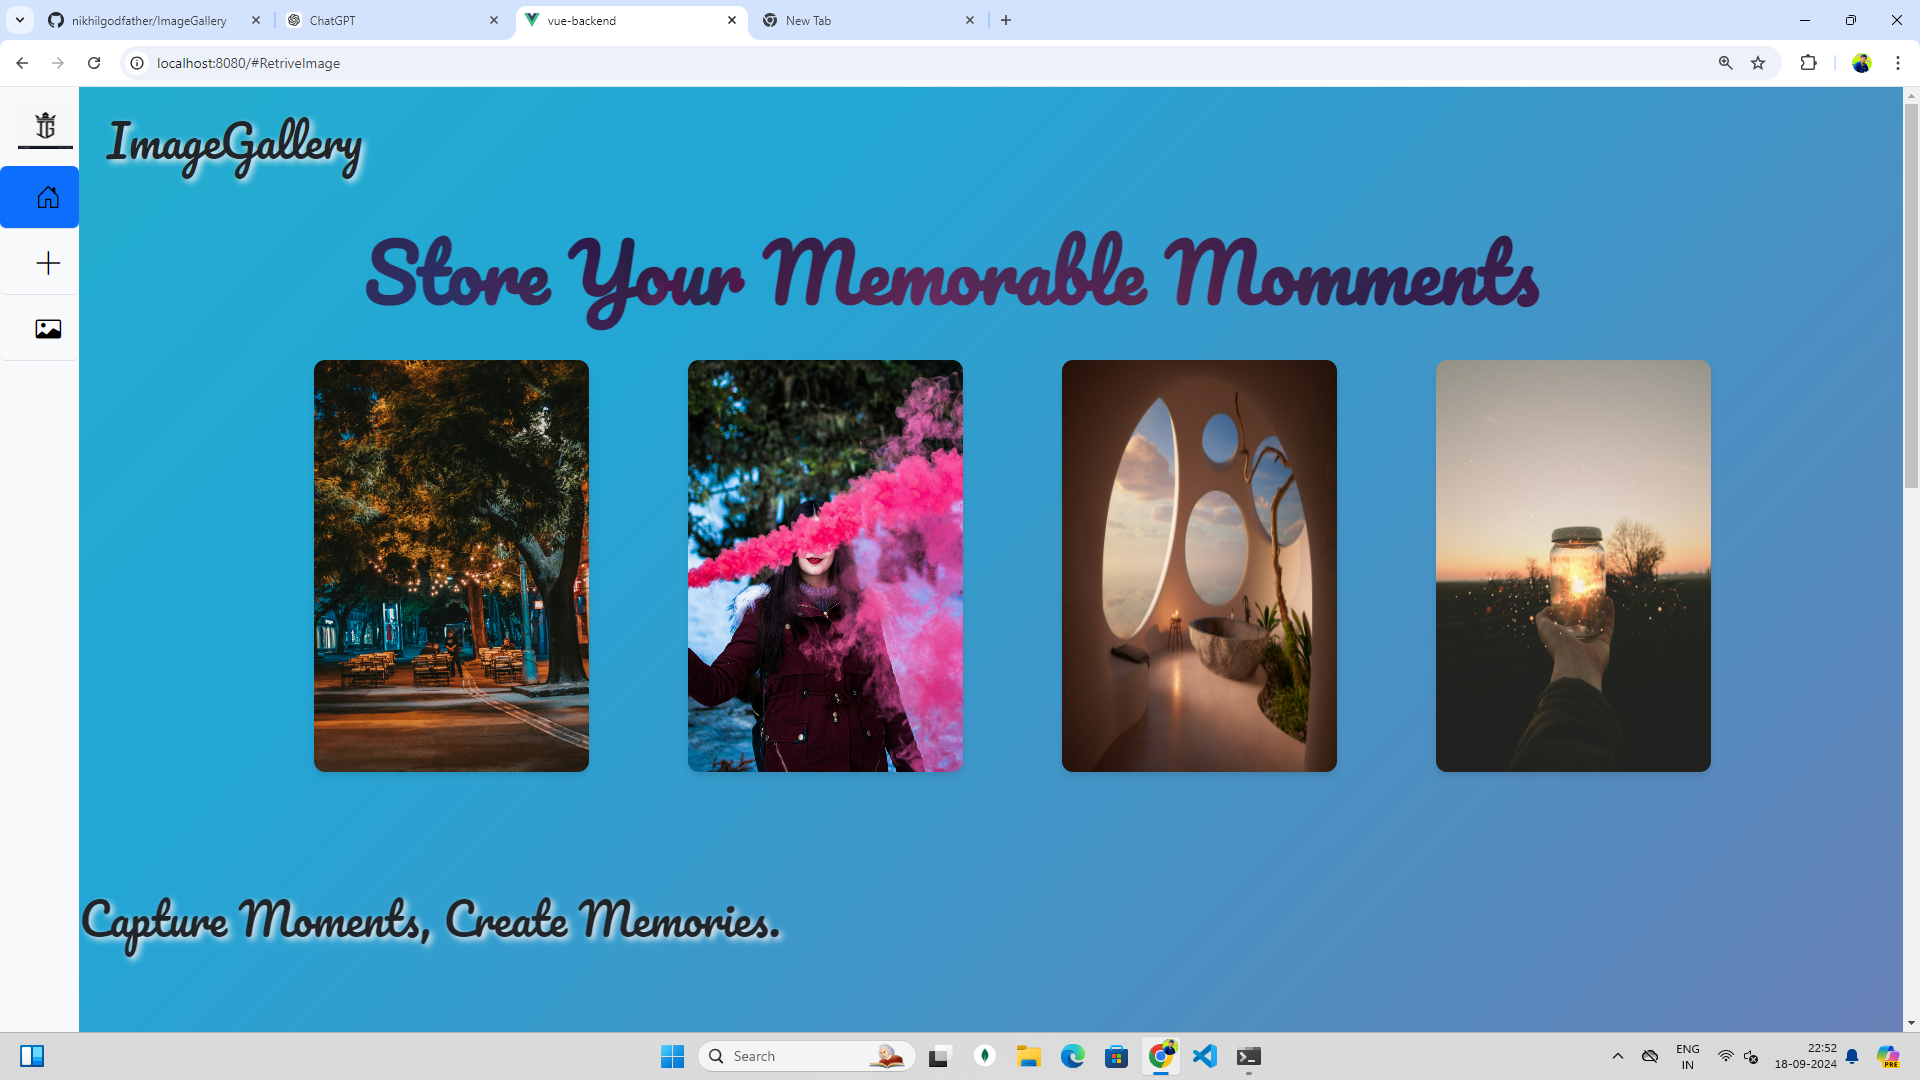 nikhilgodfather/ImageGallery
ChatGPT
vue-backend
New Tab
localhost:8080/#RetriveImage
ImageGallery
Store Your Memorable Momments
Capture Moments, Create Memories.
Search
PRE
ENG
IN
22:52
18-09-2024